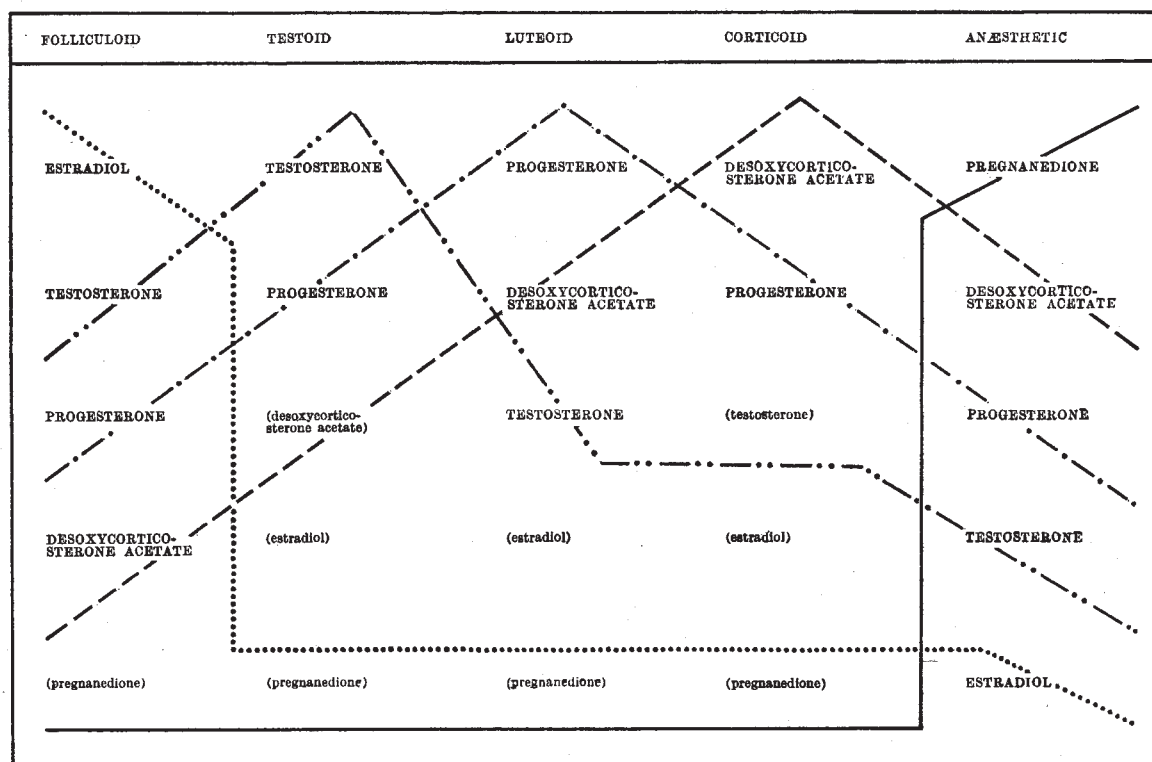 FOLLICULOID TESTOID LUTEOID CORTICOID ANÆSTHETIC
ESTRADIOL TESTOSTERONE PROGESTERONE DESOXYCORTICO-
STERONE ACETATE PREGNANEDIONE
TESTOSTERONE PROGESTERONE DESOXYCORTICO-
STERONE ACETATE PROGESTERONE DESOXYCORTICO-
STERONE ACETATE
PROGESTERONE (desoxycortico-
sterone acetate) TESTOSTERONE (testosterone) PROGESTERONE
DESOXYCORTICO-
STERONE ACETATE (estradiol) (estradiol) (estradiol) TESTOSTERONE
(pregnanedione) (pregnanedione) (pregnanedione) (pregnanedione) ESTRADIOL